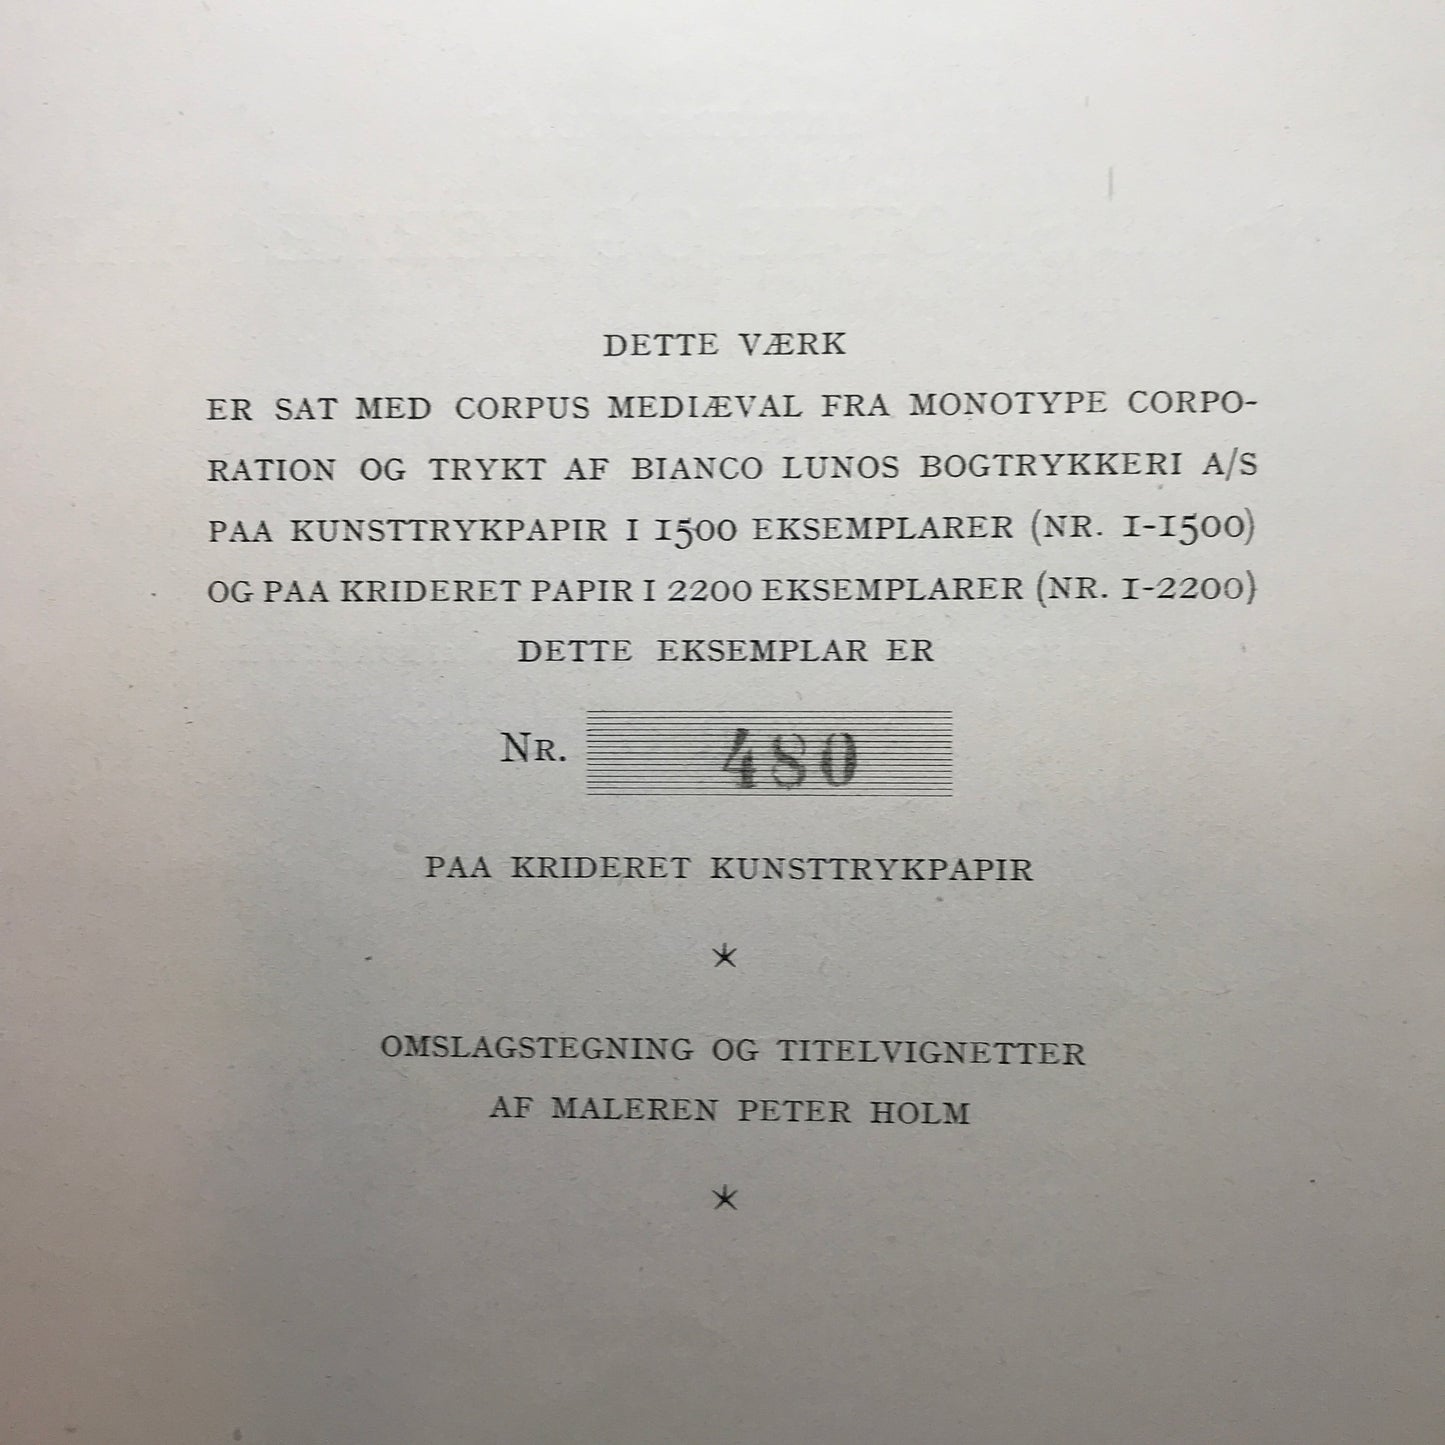 DETTE VÆRK
ER SAT MED CORPUS MEDIÆVAL FRA MONOTYPE CORPO-
RATION OG TRYKT AF BIANCO LUNOS BOGTRYKKERI A/S
PAA KUNSTTRYKPAPIR I 1500 EKSEMPLARER (NR. 1-1500)
OG PAA KRIDERET PAPIR I 2200 EKSEMPLARER (NR. 1-2200)
DETTE EKSEMPLAR ER
NR. 480
PAA KRIDERET KUNSTTRYKPAPIR
*
OMSLAGSTEGNING OG TITELVIGNETTER
AF MALEREN PETER HOLM
*